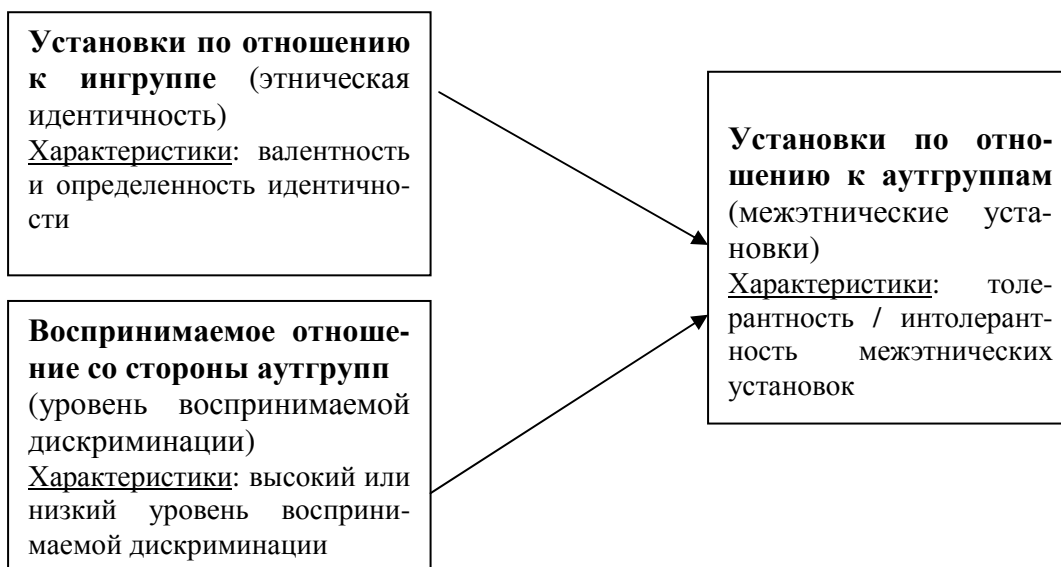 Установки по отношению
к ингруппе (этническая
идентичность)
Характеристики: валентность
и определенность идентично-
сти
Воспринимаемое отноше-
ние со стороны аутгрупп
(уровень воспринимаемой
дискриминации)
Характеристики: высокий или
низкий уровень восприни-
маемой дискриминации
Установки по отно-
шению к аутгруппам
(межэтнические уста-
новки)
Характеристики: толе-
рантность / интолерант-
ность межэтнических
установок